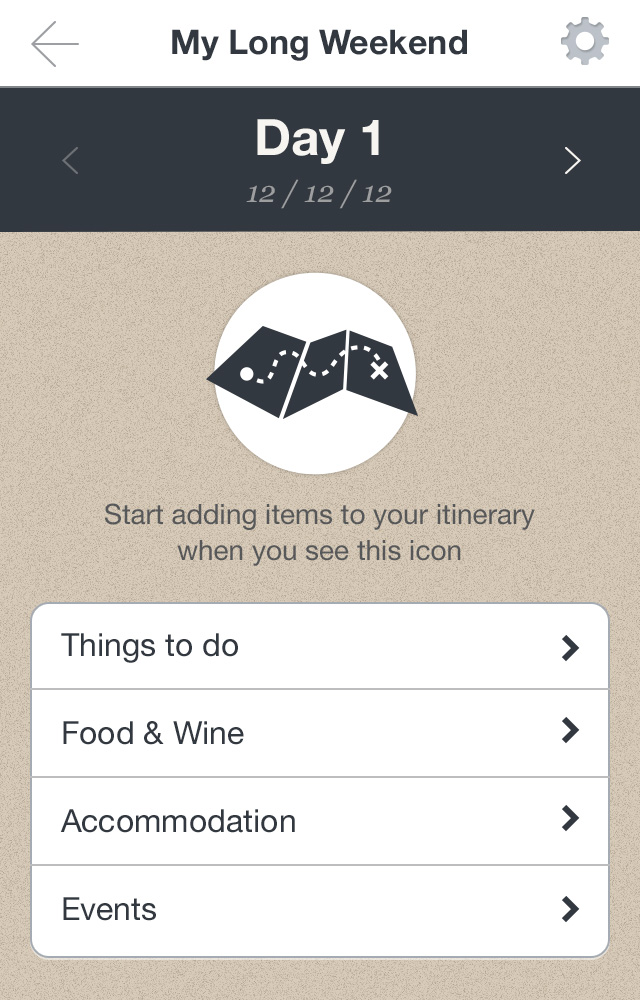 My Long Weekend
Day 1
12 / 12 / 12
Start adding items to your itinerary
when you see this icon
Things to do
Food & Wine
Accommodation
Events